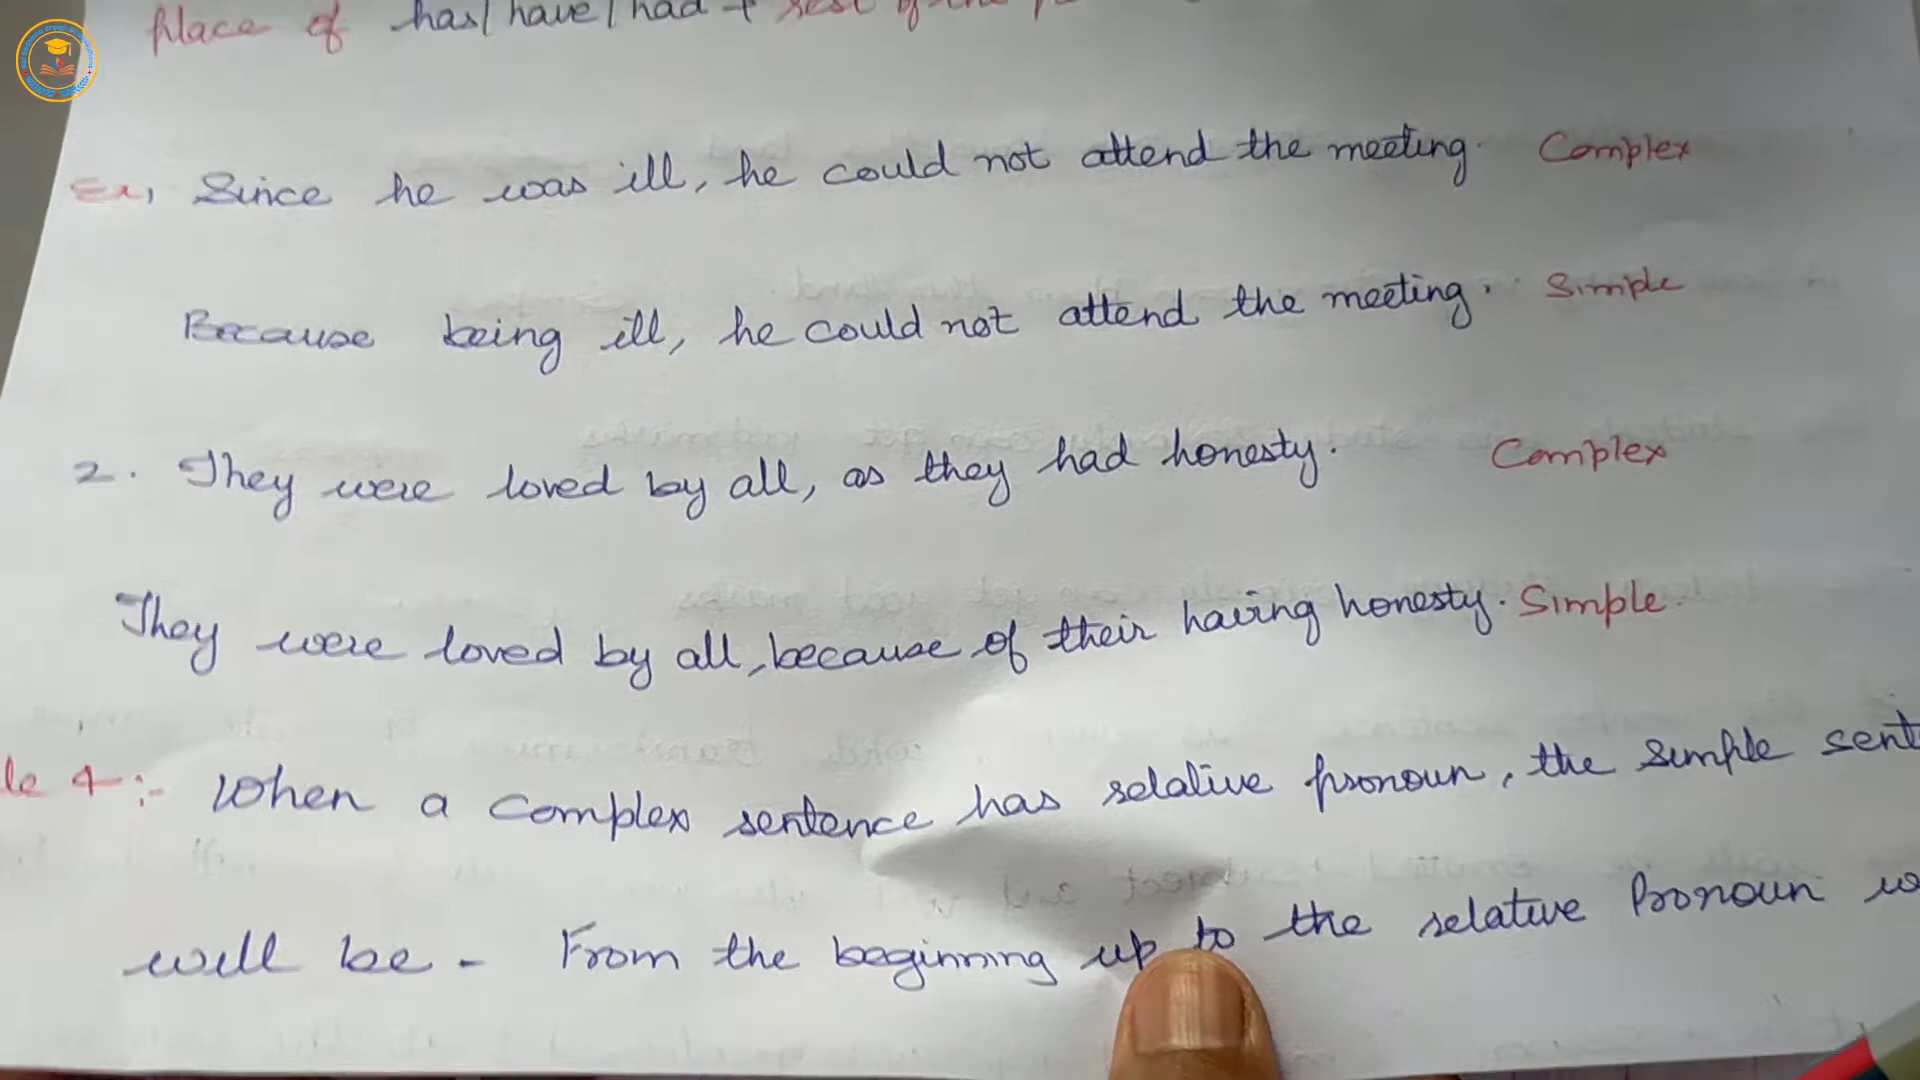 place of has/have/had + rest of the
Ex, Since he was ill, he could not attend the meeting. Complex
Because being ill, he could not attend the meeting. Simple
2. They were loved by all, as they had honesty. Complex
They were loved by all, because of their having honesty. Simple.
le 4:- When a complex sentence has relative pronoun, the simple sent
will be - From the beginning up to the relative Pronoun